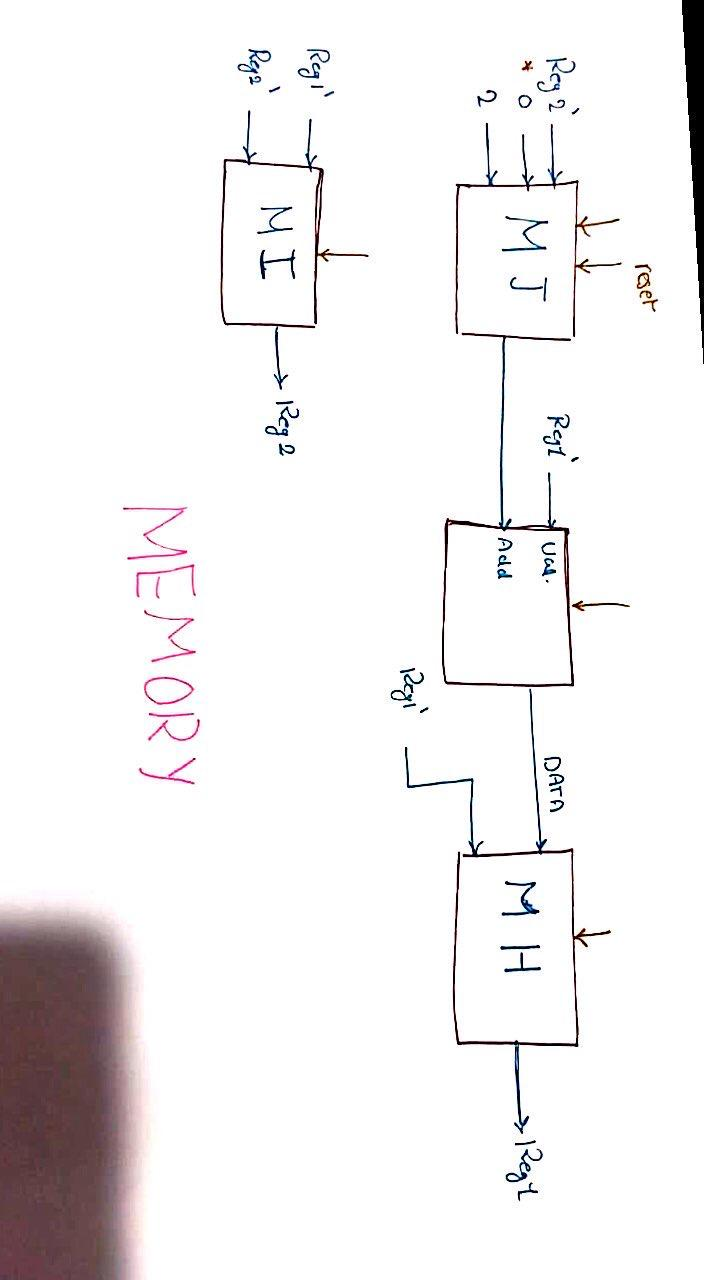 reset
Reg2'
* 0
2
MJ
Reg1'
Val.
Add
DATA
Reg1'
MH
Reg1
Reg1'
Reg2'
MI
Reg2
MEMORY